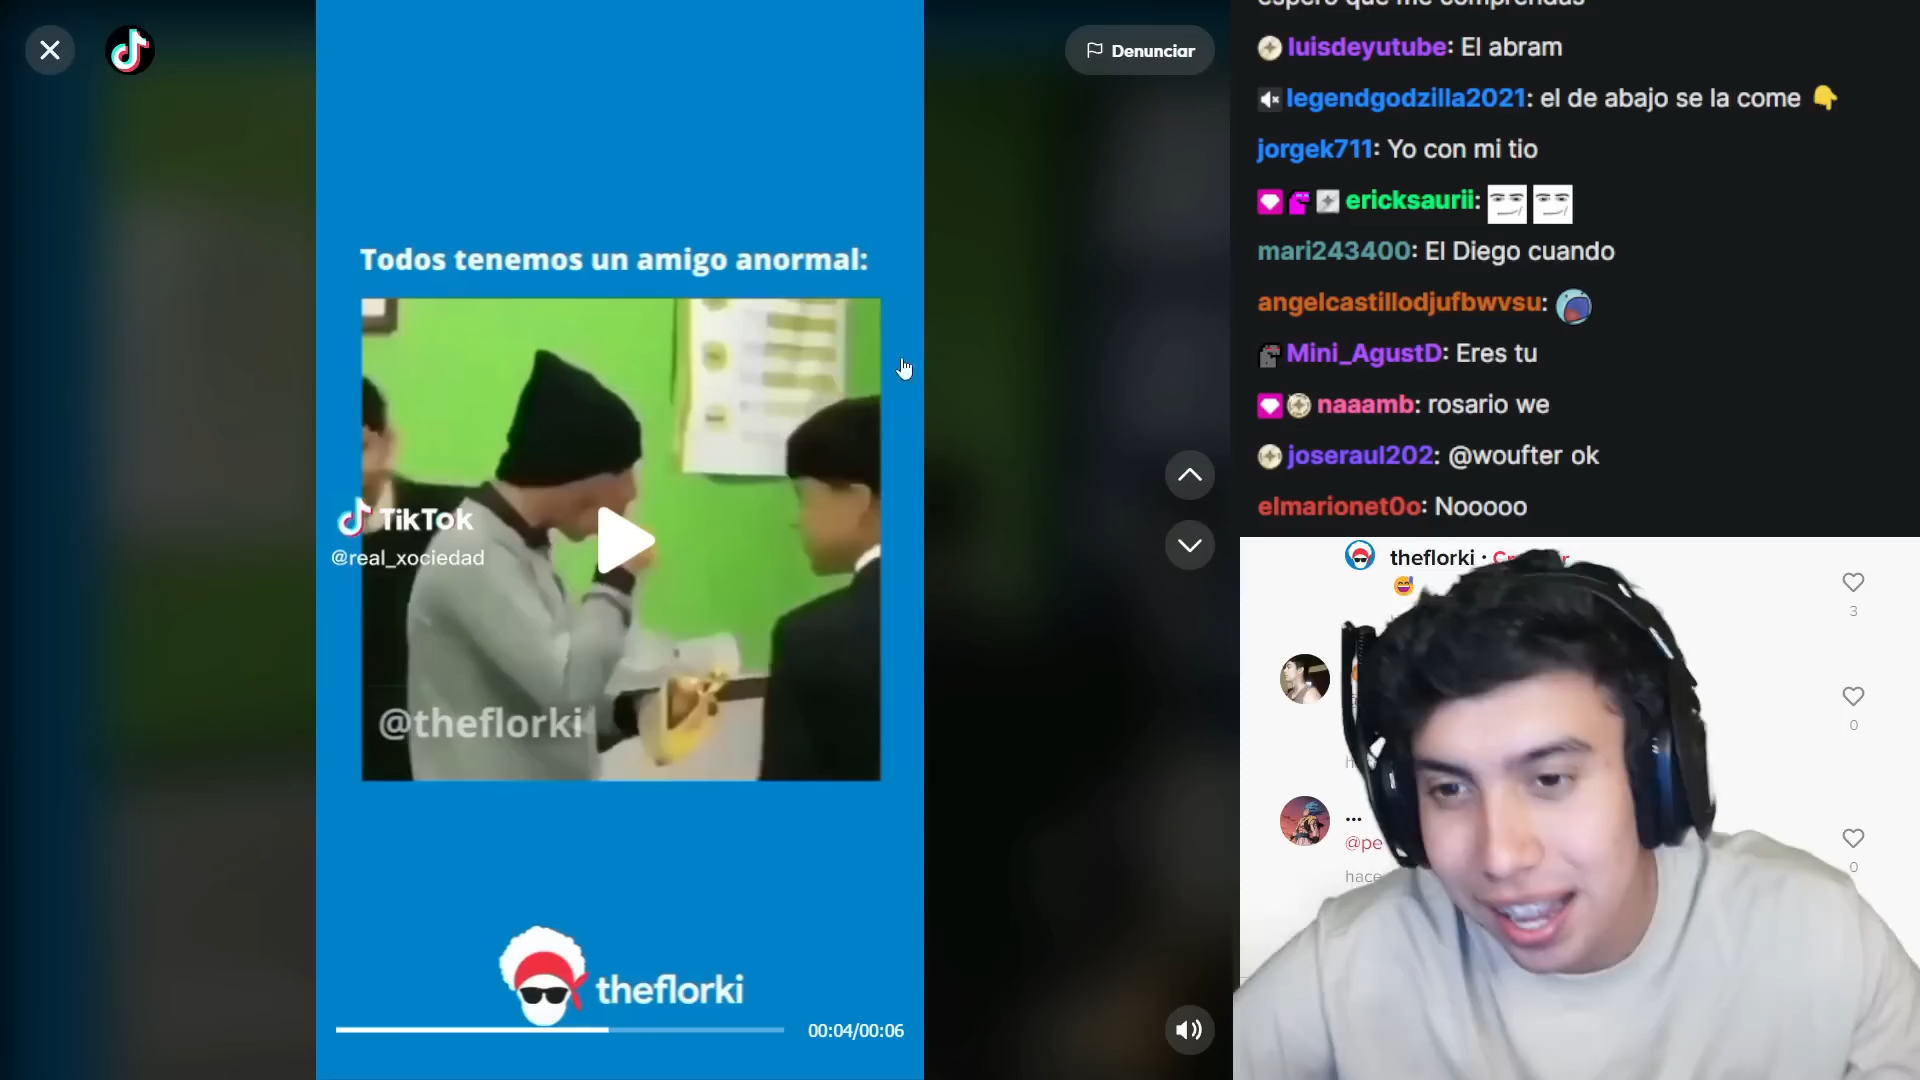 Denunciar
Todos tenemos un amigo anormal:
TikTok
@real_xociedad
@theflorki
theflorki
00:04/00:06
luisdeyutube: El abram
legendgodzilla2021: el de abajo se la come 👇
jorgek711: Yo con mi tio
ericksaurii:
mari243400: El Diego cuando
angelcastillodjufbwvsu:
Mini_AgustD: Eres tu
naaamb: rosario we
joseraul202: @woufter ok
elmarionet0o: Nooooo
theflorki ·
😅
3
0
...
@pe
hace
0